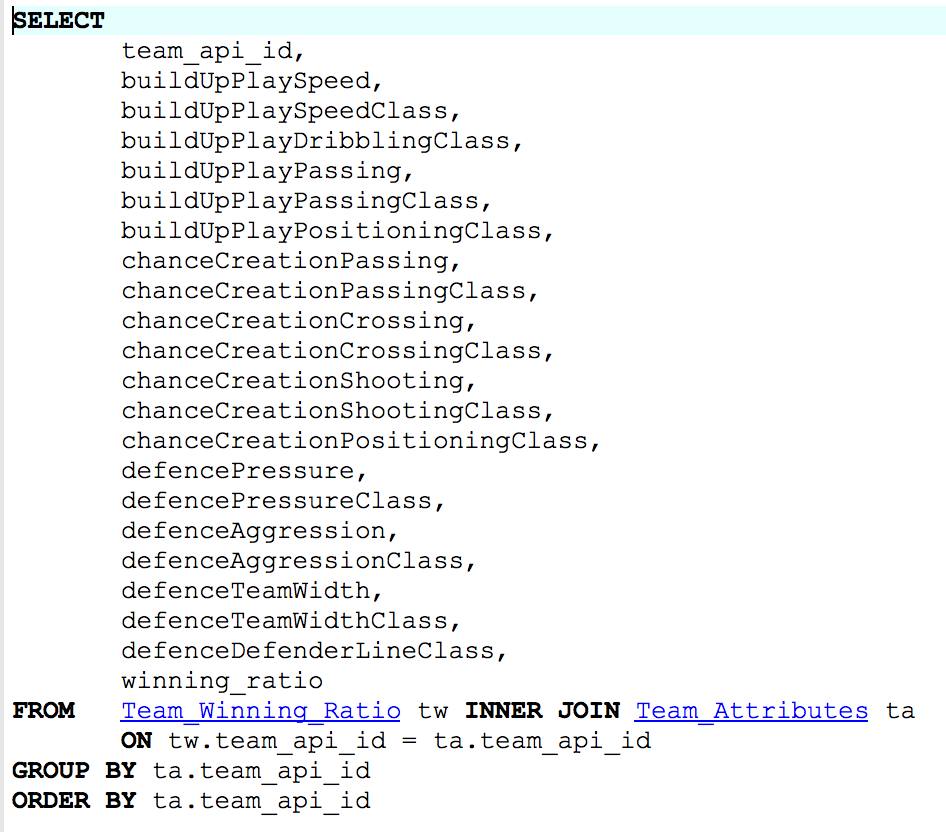 SELECT
team_api_id,
buildUpPlaySpeed,
buildUpPlaySpeedClass,
buildUpPlayDribblingClass,
buildUpPlayPassing,
buildUpPlayPassingClass,
buildUpPlayPositioningClass,
chanceCreationPassing,
chanceCreationPassingClass,
chanceCreationCrossing,
chanceCreationCrossingClass,
chanceCreationShooting,
chanceCreationShootingClass,
chanceCreationPositioningClass,
defencePressure,
defencePressureClass,
defenceAggression,
defenceAggressionClass,
defenceTeamWidth,
defenceTeamWidthClass,
defenceDefenderLineClass,
winning_ratio
FROM Team_Winning_Ratio tw INNER JOIN Team_Attributes ta
ON tw.team_api_id = ta.team_api_id
GROUP BY ta.team_api_id
ORDER BY ta.team_api_id